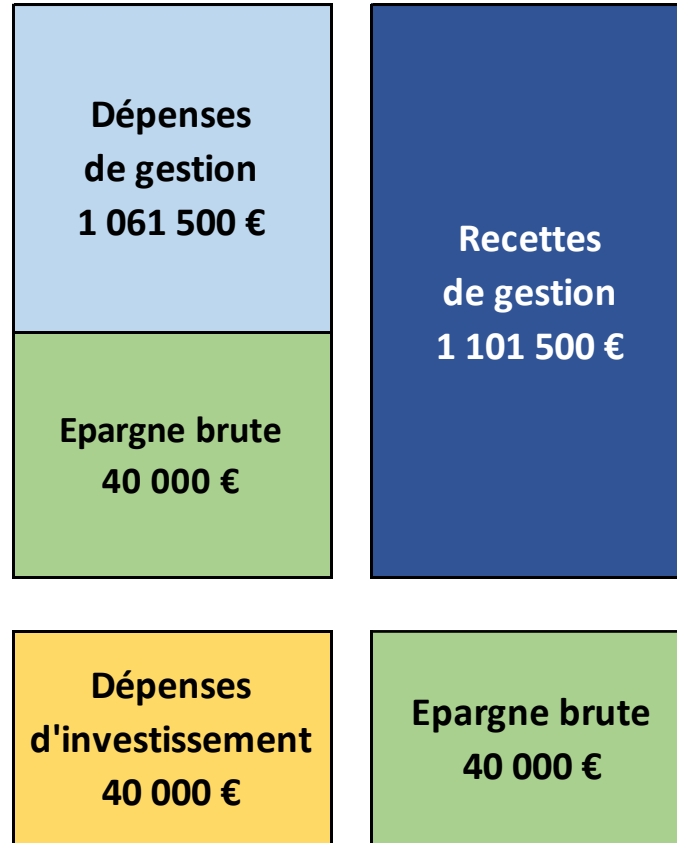 Dépenses
de gestion
1 061 500 €
Recettes
de gestion
1 101 500 €
Epargne brute
40 000 €
Dépenses
d'investissement
40 000 €
Epargne brute
40 000 €